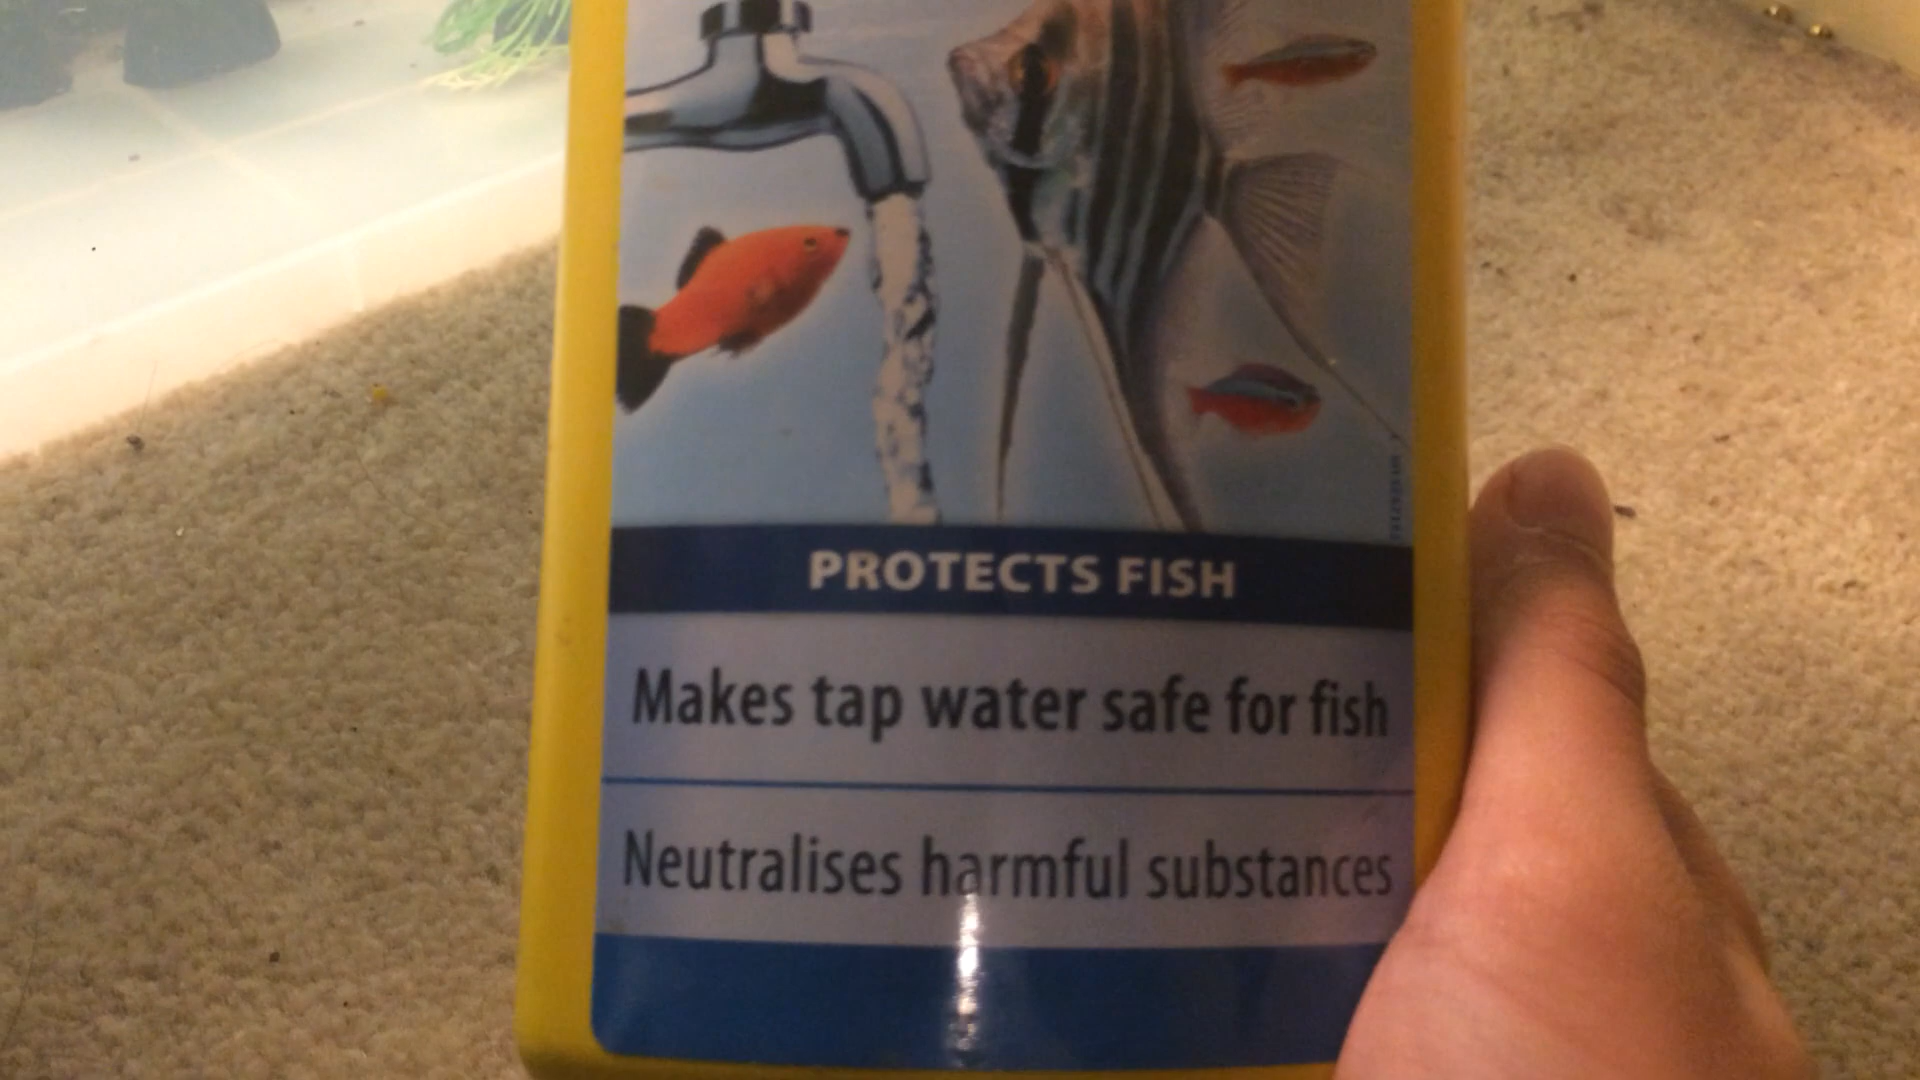 PROTECTS FISH
Makes tap water safe for fish
Neutralises harmful substances